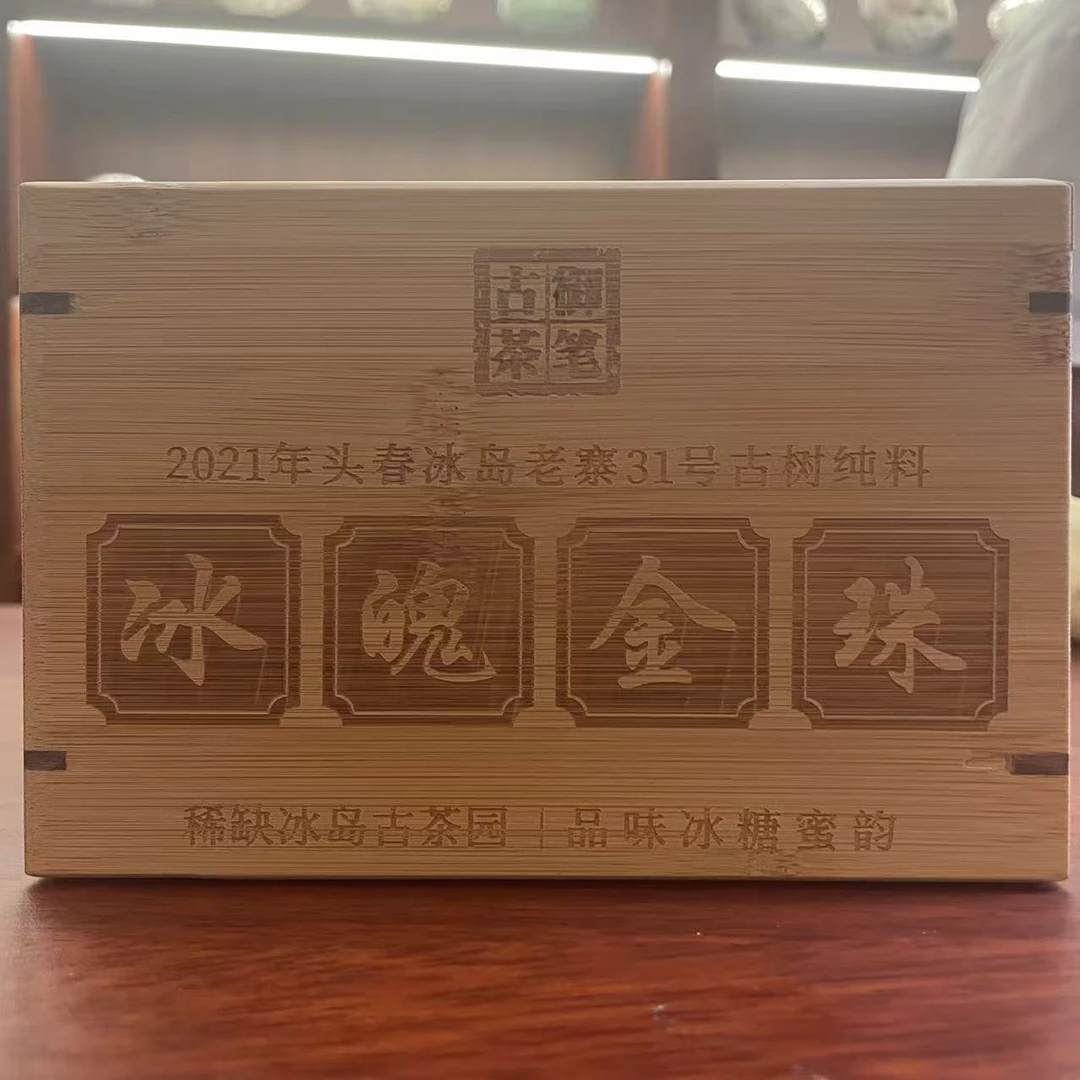 御笔
古茶
2021年头春冰岛老寨31号古树纯料
冰魄金珠
稀缺冰岛古茶园 | 品味冰糖蜜韵